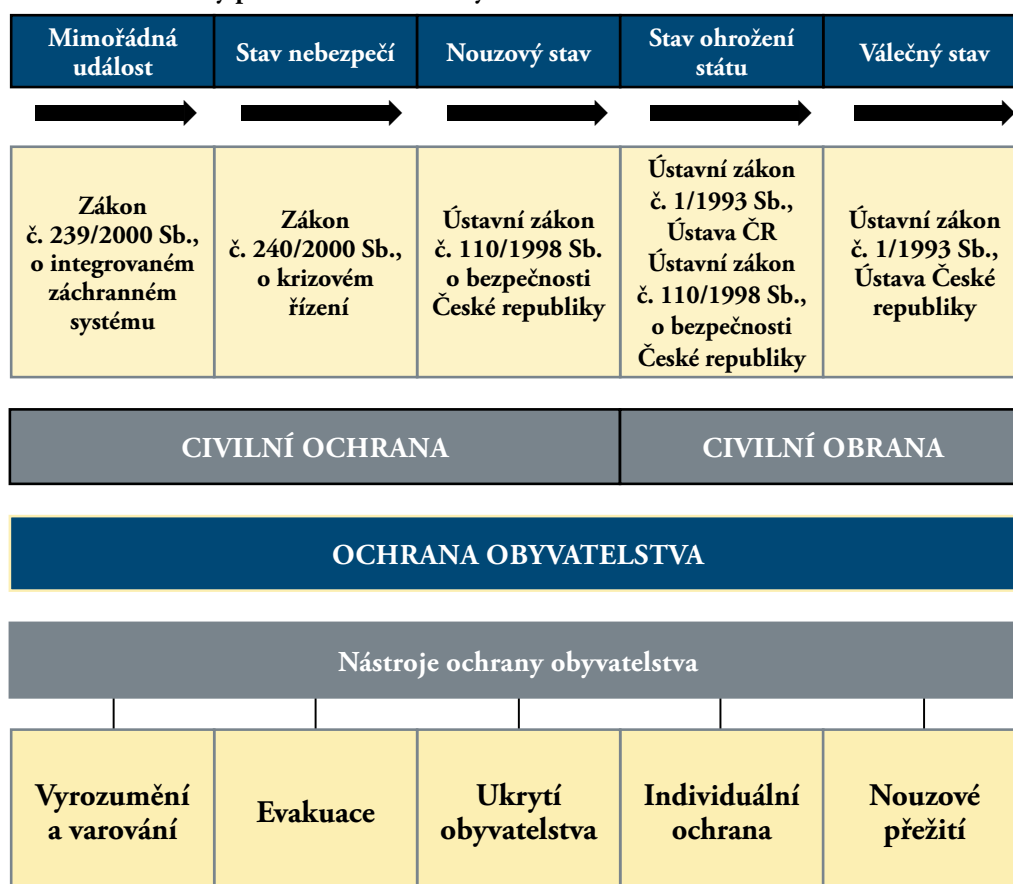 Mimořádná
událost
Stav nebezpečí
Nouzový stav
Stav ohrožení
státu
Válečný stav
Zákon
č. 239/2000 Sb.,
o integrovaném
záchranném
systému
Zákon
č. 240/2000 Sb.,
o krizovém
řízení
Ústavní zákon
č. 110/1998 Sb.
o bezpečnosti
České republiky
Ústavní zákon
č. 1/1993 Sb.,
Ústava ČR
Ústavní zákon
č. 110/1998 Sb.,
o bezpečnosti
České republiky
Ústavní zákon
č. 1/1993 Sb.,
Ústava České
republiky
CIVILNÍ OCHRANA
CIVILNÍ OBRANA
OCHRANA OBYVATELSTVA
Nástroje ochrany obyvatelstva
Vyrozumění
a varování
Evakuace
Ukrytí
obyvatelstva
Individuální
ochrana
Nouzové
přežití